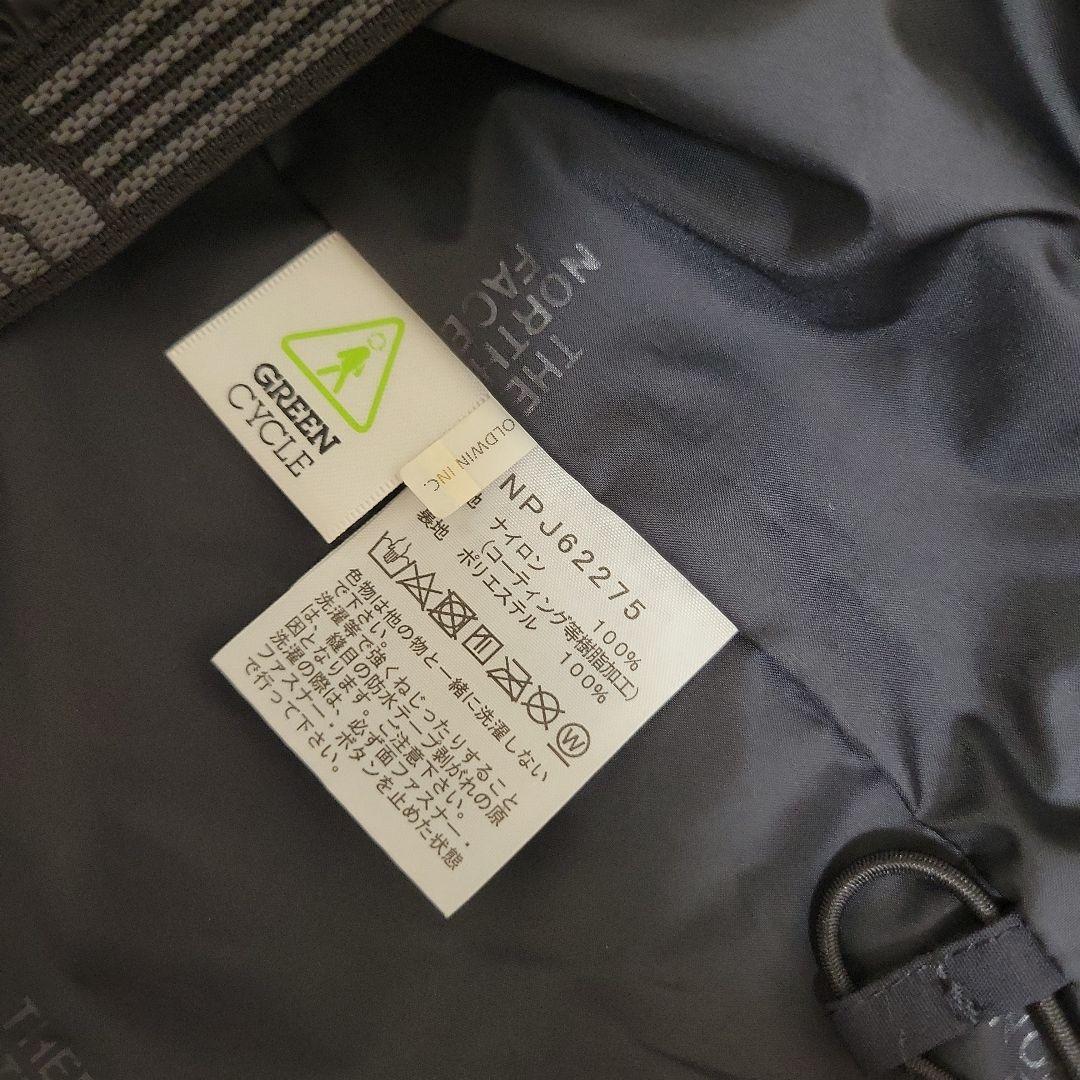 GREEN
CYCLE
OLDWIN INC.
NPJ62275
地 ナイロン 100%
(コーティング等樹脂加工)
裏地 ポリエステル 100%
W
色物は他の物と一緒に洗濯しない
で下さい。
洗濯等で強くねじったりすること
は、縫目の防水テープ剥がれの原
因となります。ご注意下さい。
洗濯の際は、必ず面ファスナー・
ファスナー・ボタンを止めた状態
で行って下さい。
THE
NORTH
FACE
THE